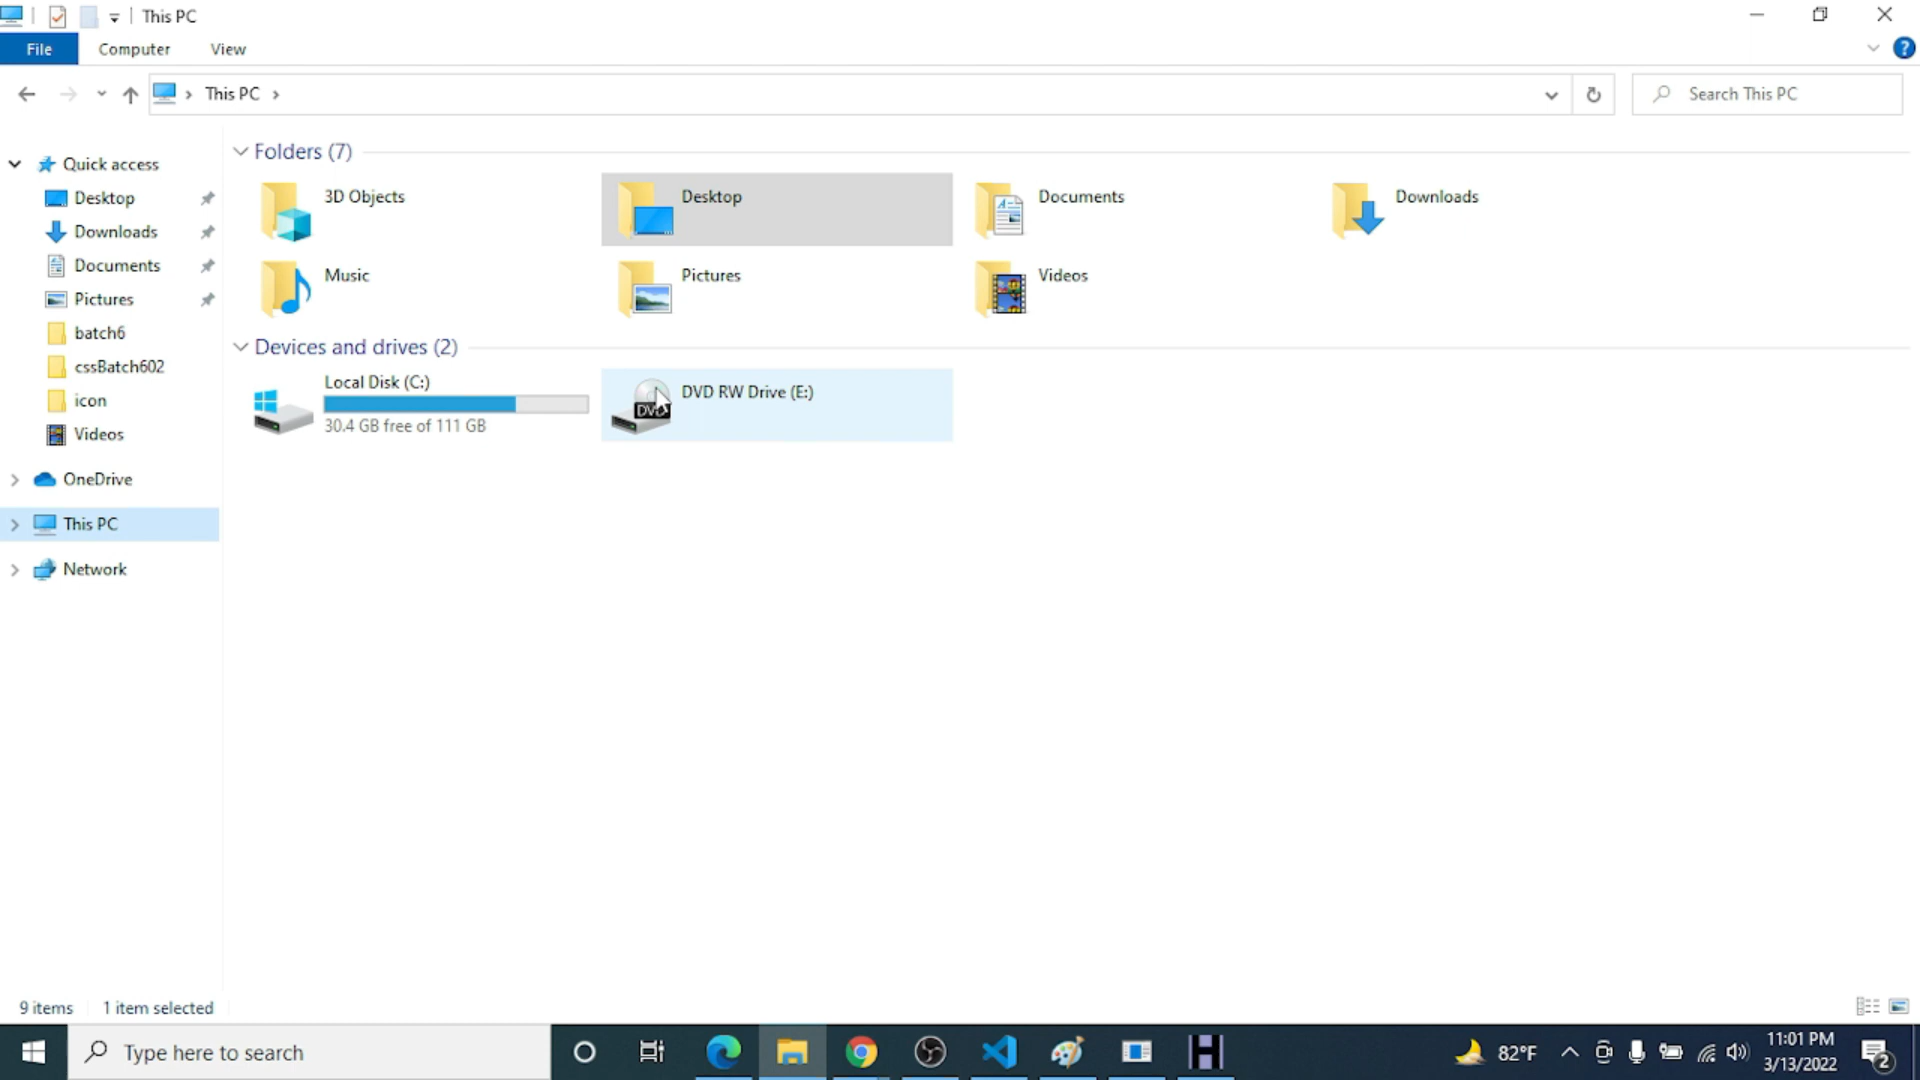 This PC
File Computer View
This PC
Search This PC
Quick access
Desktop
Downloads
Documents
Pictures
batch6
cssBatch602
icon
Videos
OneDrive
This PC
Network
Folders (7)
3D Objects
Desktop
Documents
Downloads
Music
Pictures
Videos
Devices and drives (2)
Local Disk (C:)
30.4 GB free of 111 GB
DVD
DVD RW Drive (E:)
9 items 1 item selected
Type here to search
82°F
11:01 PM
3/13/2022
2